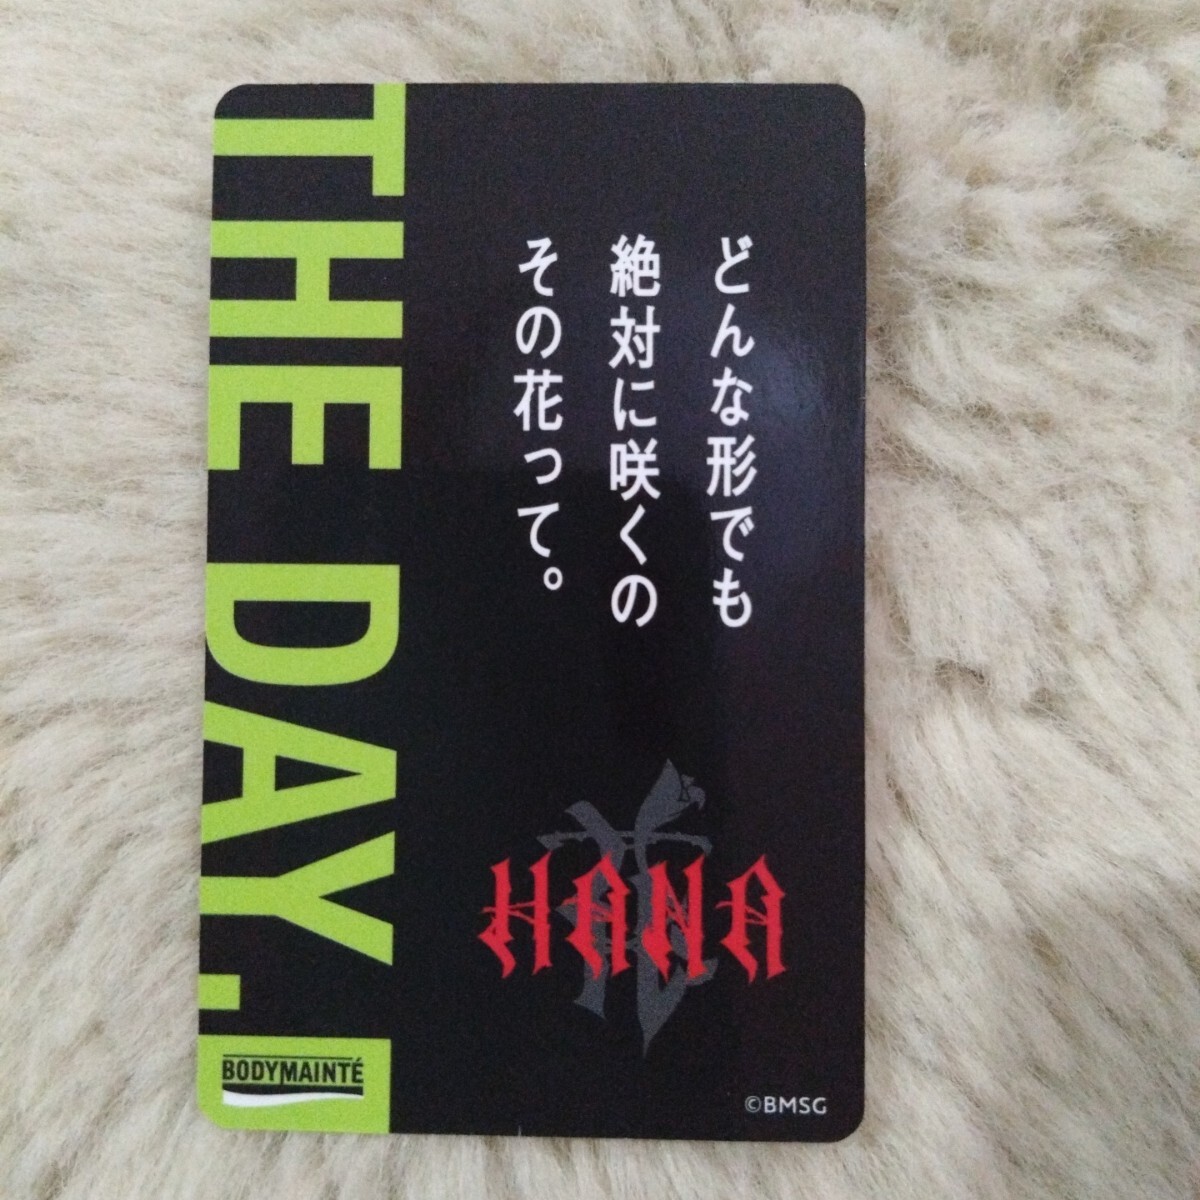 THE DAY.
どんな形でも
絶対に咲くの
その花って。
花
HANA
BODYMAINTÉ
©BMSG